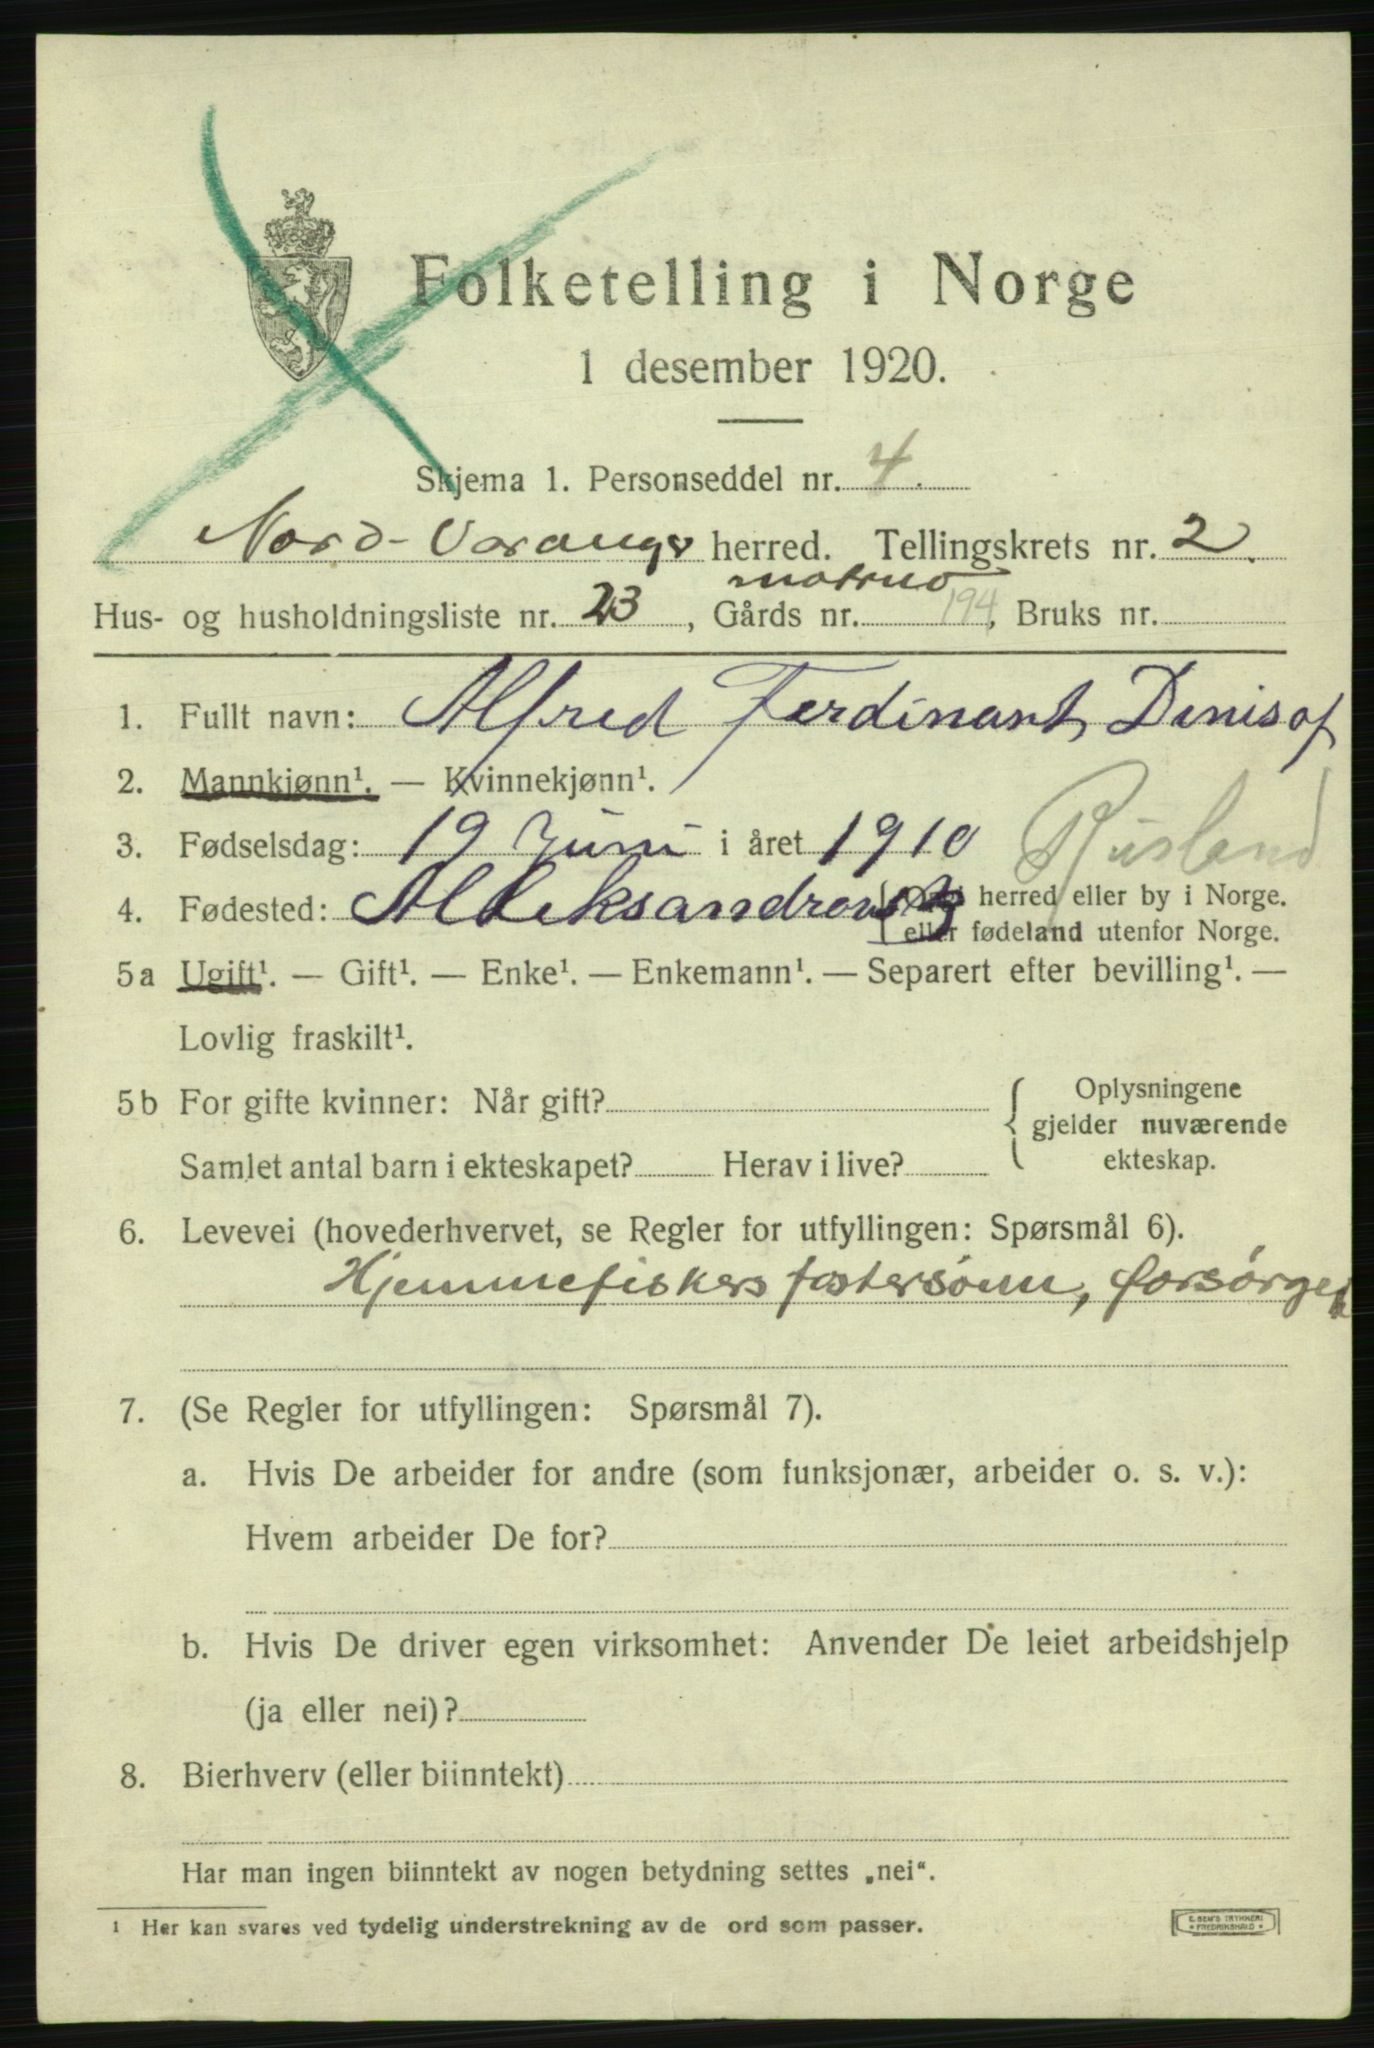 Folketelling i Norge
1 desember 1920.
Skjema 1. Personseddel nr. 4.
Nord-Varanger herred. Tellingskrets nr. 2.
matrno
Hus- og husholdningsliste nr. 23, Gårds nr. 194, Bruks nr.
1. Fullt navn: Alfred Ferdinant Denisof
2. Mannkjønn¹. — Kvinnekjønn¹.
3. Fødselsdag: 19 Juni i året 1910 Rusland
4. Fødested: Alleksandrowsk herred eller by i Norge.
eller fødeland utenfor Norge.
5a Ugift¹. — Gift¹. — Enke¹. — Enkemann¹. — Separert efter bevilling¹. —
Lovlig fraskilt¹.
5b For gifte kvinner: Når gift? Oplysningene
gjelder nuværende
Samlet antal barn i ekteskapet? Herav i live? ekteskap.
6. Levevei (hovederhvervet, se Regler for utfyllingen: Spørsmål 6).
Hjemmefiskers fostersønn, forsørget
7. (Se Regler for utfyllingen: Spørsmål 7).
a. Hvis De arbeider for andre (som funksjonær, arbeider o. s. v.):
Hvem arbeider De for?
b. Hvis De driver egen virksomhet: Anvender De leiet arbeidshjelp
(ja eller nei)?
8. Bierhverv (eller biinntekt)
Har man ingen biinntekt av nogen betydning settes „nei“.
¹ Her kan svares ved tydelig understrekning av de ord som passer.
E. SEM'S TRYKKERI
* FREDRIKSHALD *